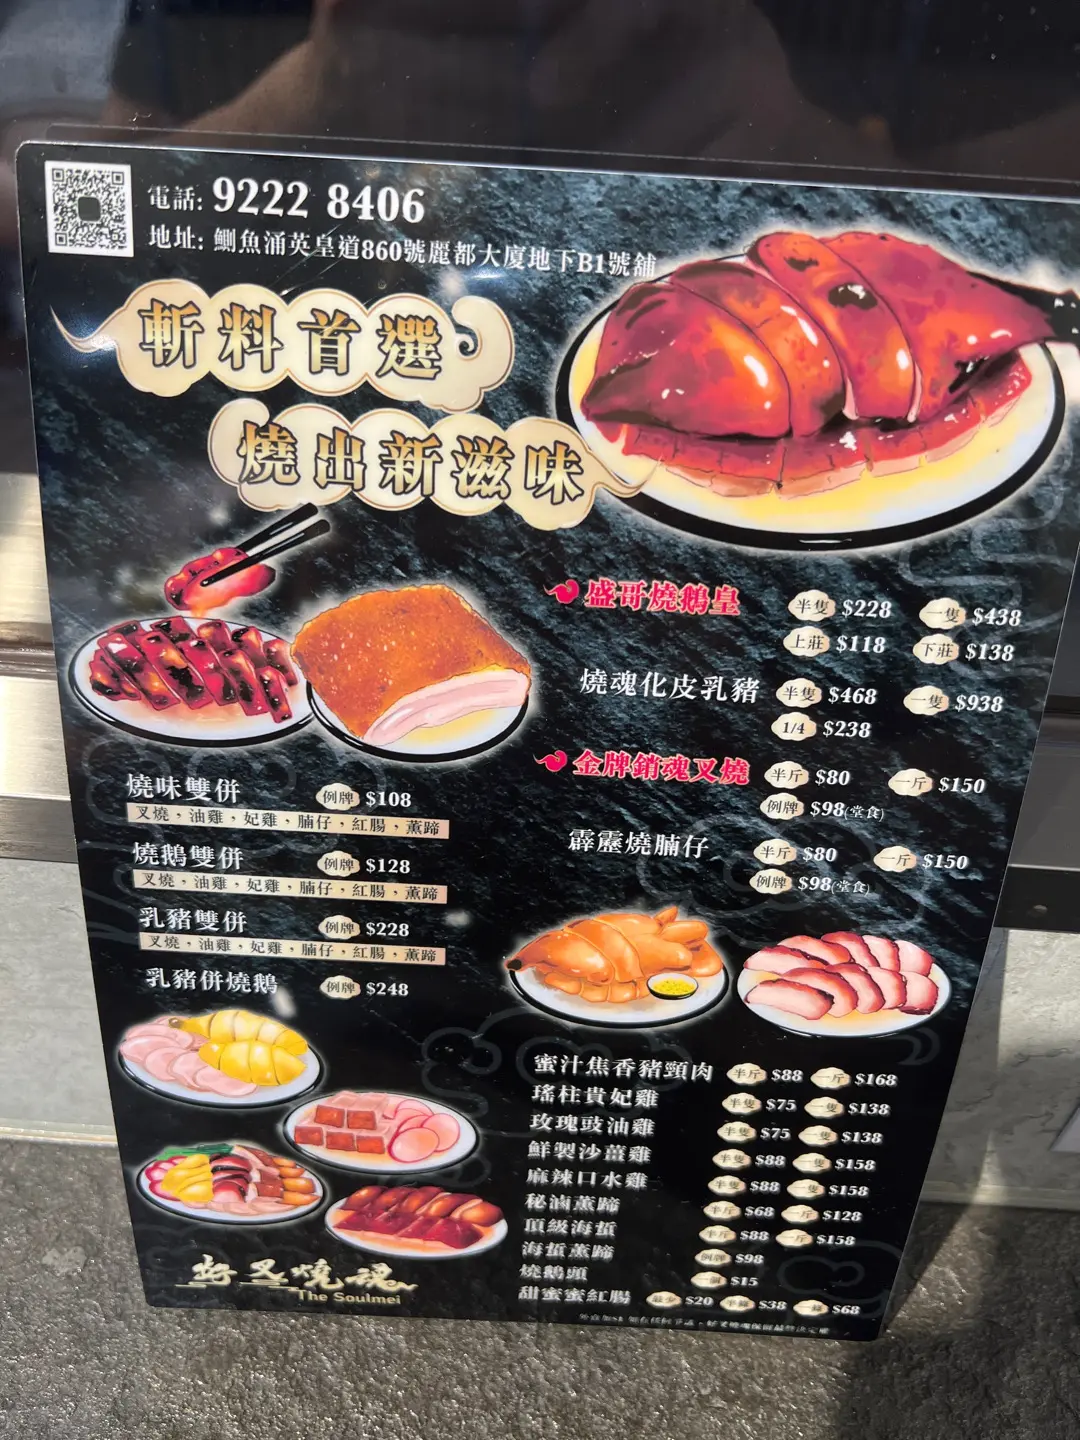 電話: 9222 8406
地址: 鰂魚涌英皇道860號麗都大廈地下B1號舖
斬料首選
燒出新滋味
盛哥燒鵝皇 半隻 $228 一隻 $438
上莊 $118 下莊 $138
燒魂化皮乳豬 半隻 $468 一隻 $938
1/4 $238
金牌銷魂叉燒 半斤 $80 一斤 $150
例牌 $98(堂食)
霹靂燒腩仔 半斤 $80 一斤 $150
例牌 $98(堂食)
燒味雙併 例牌 $108
叉燒，油雞，妃雞，腩仔，紅腸，薰蹄
燒鵝雙併 例牌 $128
叉燒，油雞，妃雞，腩仔，紅腸，薰蹄
乳豬雙併 例牌 $228
叉燒，油雞，妃雞，腩仔，紅腸，薰蹄
乳豬併燒鵝 例牌 $248
蜜汁焦香豬頸肉 半斤 $88 一斤 $168
瑤柱貴妃雞 半隻 $75 一隻 $138
玫瑰豉油雞 半隻 $75 一隻 $138
鮮製沙薑雞 半隻 $88 一隻 $158
麻辣口水雞 半隻 $88 一隻 $158
秘滷薰蹄 半斤 $68 一斤 $128
頂級海蜇 半斤 $88 一斤 $158
海蜇薰蹄 例牌 $98
燒鵝頭 一個 $15
甜蜜蜜紅腸 最少 $20 半條 $38 一條 $68
好叉燒魂
The Soulmei